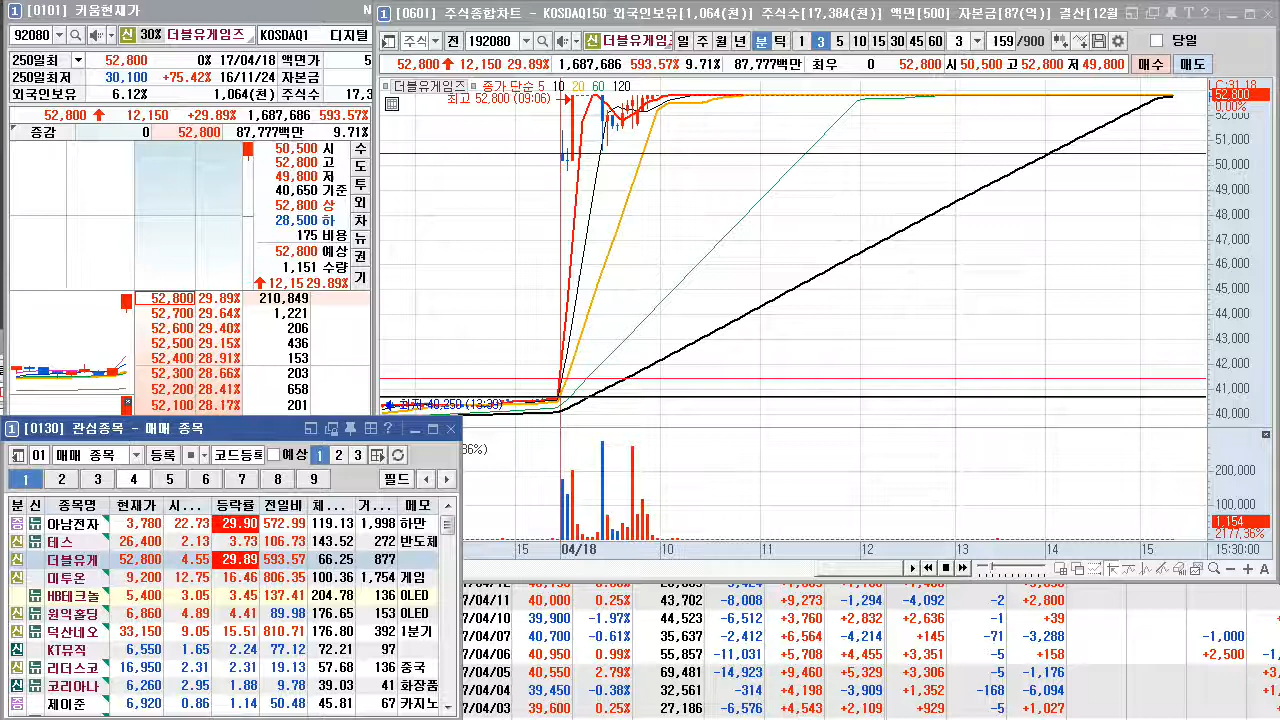 [0101] 키움현재가
92080 신 30% 더블유게임즈 KOSDAQ1 디지털
250일최 52,800 0% 17/04/18 액면가 5
250일최저 30,100 +75.42% 16/11/24 자본금
외국인보유 6.12% 1,064(천) 주식수 17,3
52,800 12,150 +29.89% 1,687,686 593.57%
증감 0 52,800 87,777백만 9.71%
50,500 시 수
52,800 고 도
49,800 저 투
40,650 기준
52,800 상 외
28,500 하 차
175 비용 뉴
52,800 예상 권
1,151 수량 기
12,15 29.89%
52,800 29.89% 210,849
52,700 29.64% 1,221
52,600 29.40% 206
52,500 29.15% 436
52,400 28.91% 153
52,300 28.66% 203
52,200 28.41% 658
52,100 28.17% 201
[0601] 주식종합차트 - KOSDAQ150 외국인보유[1,064(천)] 주식수[17,384(천)] 액면[500] 자본금[87(억)] 결산[12월
주식 전 192080 신 더블유게임 일 주 월 년 분 틱 1 3 5 10 15 30 45 60 3 159 /900 당일
52,800 12,150 29.89% 1,687,686 593.57% 9.71% 87,777백만 최우 0 52,800 시 50,500 고 52,800 저 49,800 매수 매도
더블유게임즈 종가 단순 5 10 20 60 120
최고 52,800 (09:06)
C:31.18
52,800
0.00%
52,000
51,000
50,000
49,000
48,000
47,000
46,000
45,000
44,000
43,000
42,000
41,000
40,000
최저 40,250 (13:39)
86%)
200,000
100,000
1,154
2177.36%
15 04/18 10 11 12 13 14 15 15:30:00
[0130] 관심종목 - 매매 종목
01 매매 종목 등록 코드등록 예상 1 2 3
1 2 3 4 5 6 7 8 9 필드
분 신 종목명 현재가 시... 등락률 전일비 체... 거... 메모
증 뉴 아남전자 3,780 22.73 29.90 572.99 119.13 1,998 하만
신 뉴 테스 26,400 2.13 3.73 106.73 143.52 272 반도체
신 더블유게 52,800 4.55 29.89 593.57 66.25 877
신 뉴 미투온 9,200 12.75 16.46 806.35 100.36 1,754 게임
뉴 HB테크놀 5,400 3.05 3.45 137.41 204.78 136 OLED
신 뉴 원익홀딩 6,860 4.89 4.41 89.98 176.65 153 OLED
신 뉴 덕산네오 33,150 9.05 15.51 810.71 176.80 392 1분기
신 KT뮤직 6,550 1.65 2.24 77.12 72.21 97
신 뉴 리더스코 16,950 2.31 2.31 19.13 57.68 136 중국
신 뉴 코리아나 6,260 2.95 1.88 9.78 39.03 41 화장품
증 제이준 6,920 0.86 1.14 50.48 45.81 67 카지노
7/04/11 40,000 0.25% 43,702 -8,008 +9,273 -1,294 -4,092 -2 +2,800
7/04/10 39,900 -1.97% 44,523 -6,512 +3,760 +2,832 +2,636 -1 +39
7/04/07 40,700 -0.61% 35,637 -2,412 +6,564 -4,214 +145 -71 -3,288 -1,000
7/04/06 40,950 0.99% 55,857 -11,031 +5,708 +4,455 +3,351 -5 +158 +2,500
7/04/05 40,550 2.79% 69,481 -14,923 +9,460 +5,329 +3,306 -5 -1,176
7/04/04 39,450 -0.38% 32,561 -314 +4,198 -3,909 +1,352 -168 -6,094
7/04/03 39,600 0.25% 27,186 -6,576 +4,543 +2,109 +929 -5 +1,027